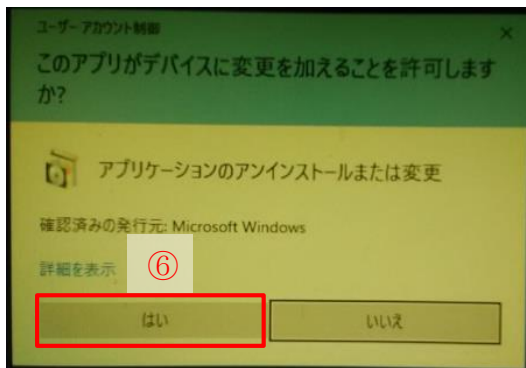 ユーザー アカウント制御
×
このアプリがデバイスに変更を加えることを許可します
か?
アプリケーションのアンインストールまたは変更
確認済みの発行元: Microsoft Windows
詳細を表示
⑥
はい
いいえ